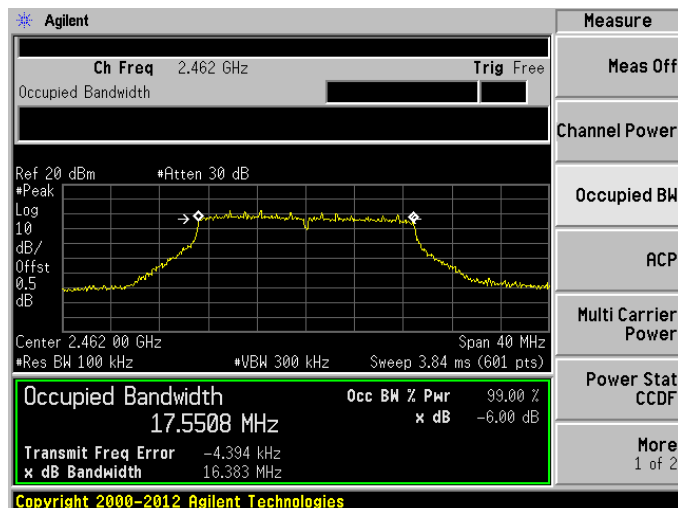 Agilent
Measure
Ch Freq 2.462 GHz Trig Free
Occupied Bandwidth
Meas Off
Channel Power
Occupied BW
ACP
Multi Carrier
Power
Power Stat
CCDF
More
1 of 2
Ref 20 dBm #Atten 30 dB
#Peak
Log
10
dB/
Offst
0.5
dB
Center 2.462 00 GHz Span 40 MHz
#Res BW 100 kHz #VBW 300 kHz Sweep 3.84 ms (601 pts)
Occupied Bandwidth Occ BW % Pwr 99.00 %
17.5508 MHz x dB -6.00 dB
Transmit Freq Error -4.394 kHz
x dB Bandwidth 16.383 MHz
Copyright 2000-2012 Agilent Technologies